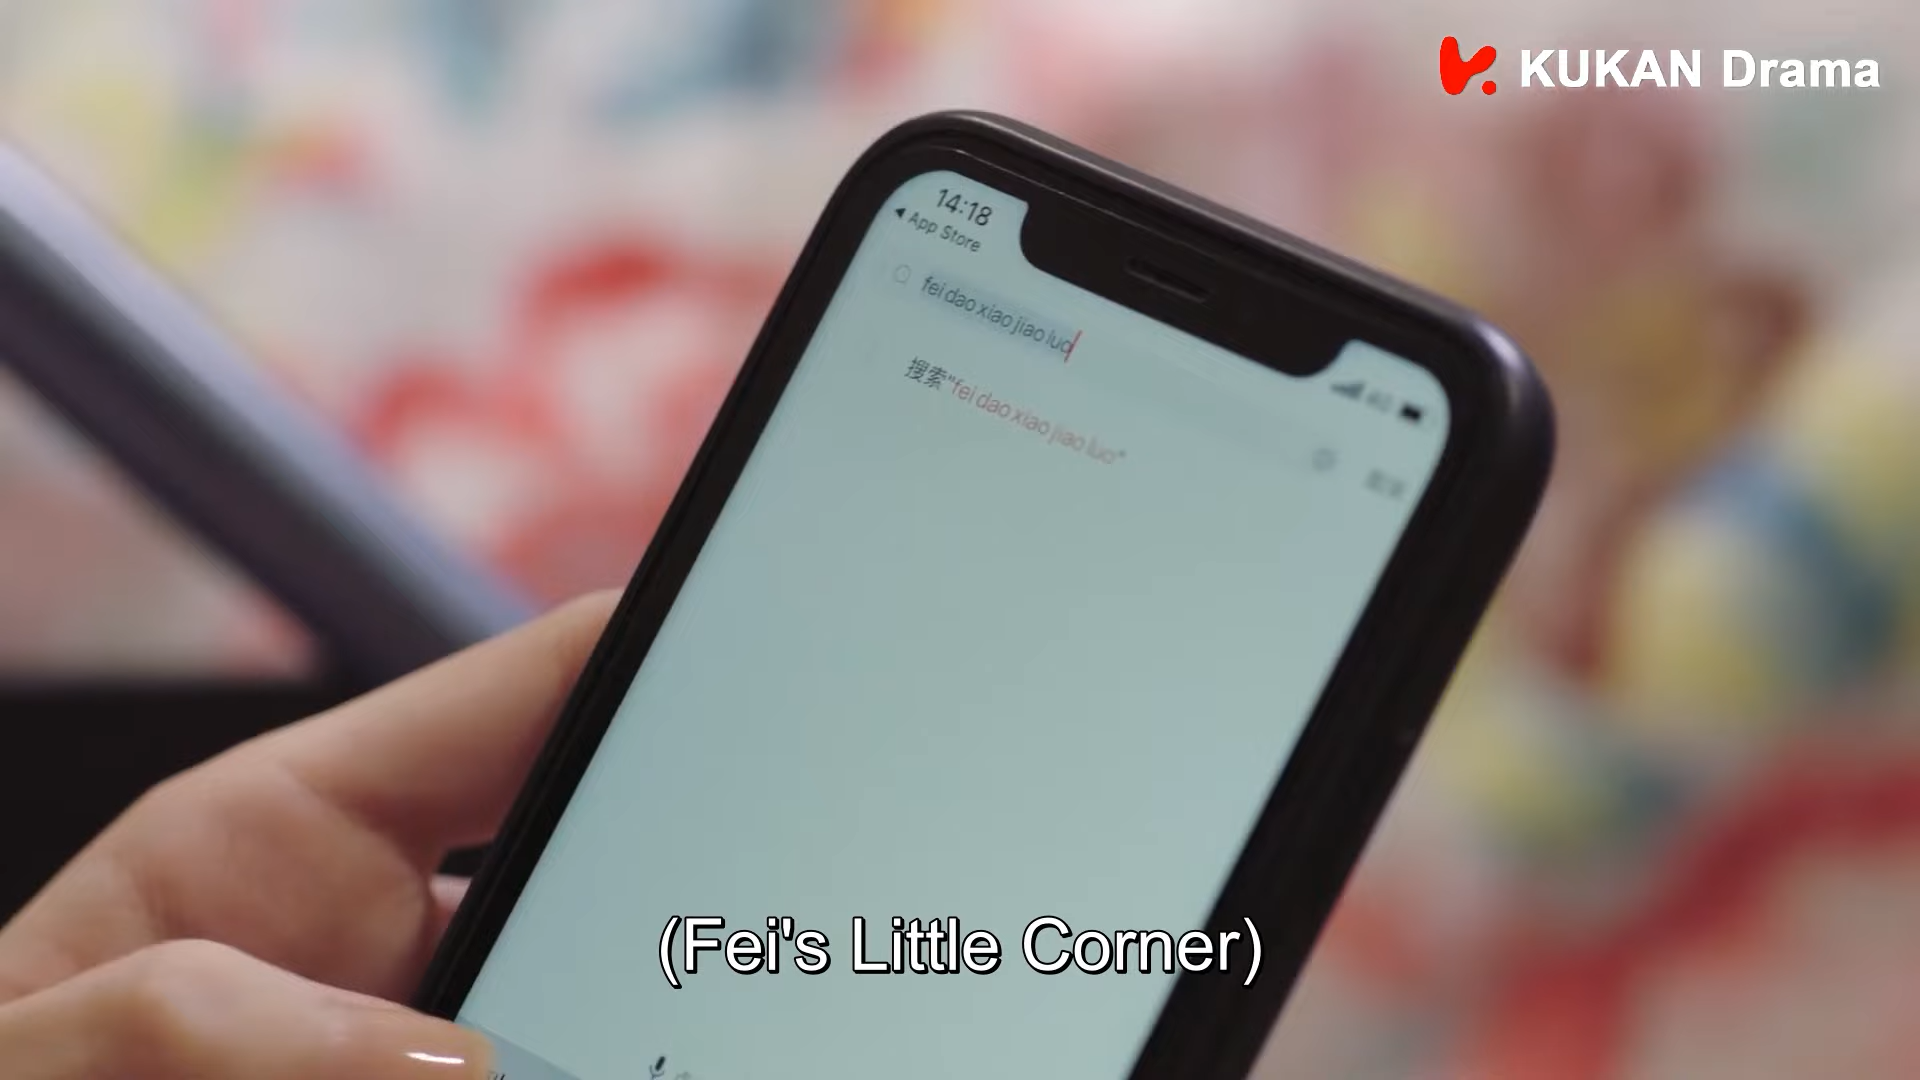 KUKAN Drama
14:18
App Store
fei dao xiao jiao luo
搜索"fei dao xiao jiao luo"
(Fei's Little Corner)